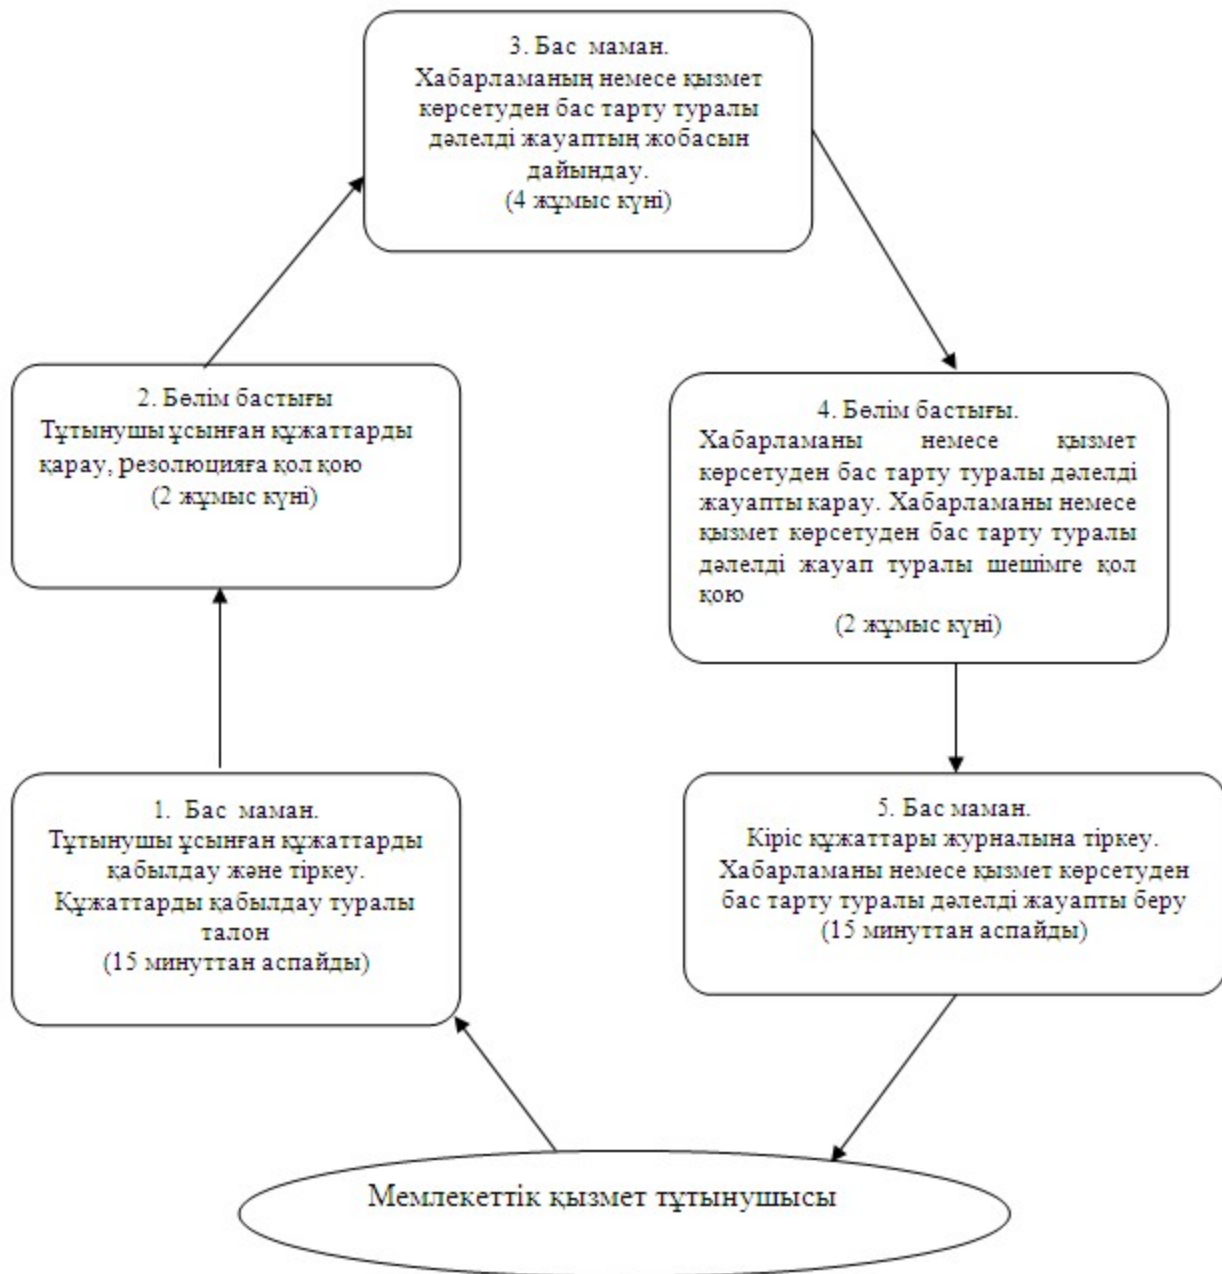 3. Бас маман.
Хабарламаның немесе қызмет
көрсетуден бас тарту туралы
дәлелді жауаптың жобасын
дайындау.
(4 жұмыс күні)
2. Бөлім бастығы
Тұтынушы ұсынған құжаттарды
қарау, резолюцияға қол қою
(2 жұмыс күні)
4. Бөлім бастығы.
Хабарламаны немесе қызмет
көрсетуден бас тарту туралы дәлелді
жауапты карау. Хабарламаны немесе
қызмет көрсетуден бас тарту туралы
дәлелді жауап туралы шешімге қол
қою
(2 жұмыс күні)
1. Бас маман.
Тұтынушы ұсынған құжаттарды
қабылдау және тіркеу.
Құжаттарды қабылдау туралы
талон
(15 минуттан аспайды)
5. Бас маман.
Кіріс құжаттары журналына тіркеу.
Хабарламаны немесе қызмет көрсетуден
бас тарту туралы дәлелді жауапты беру
(15 минуттан аспайды)
Мемлекеттік қызмет тұтынушысы